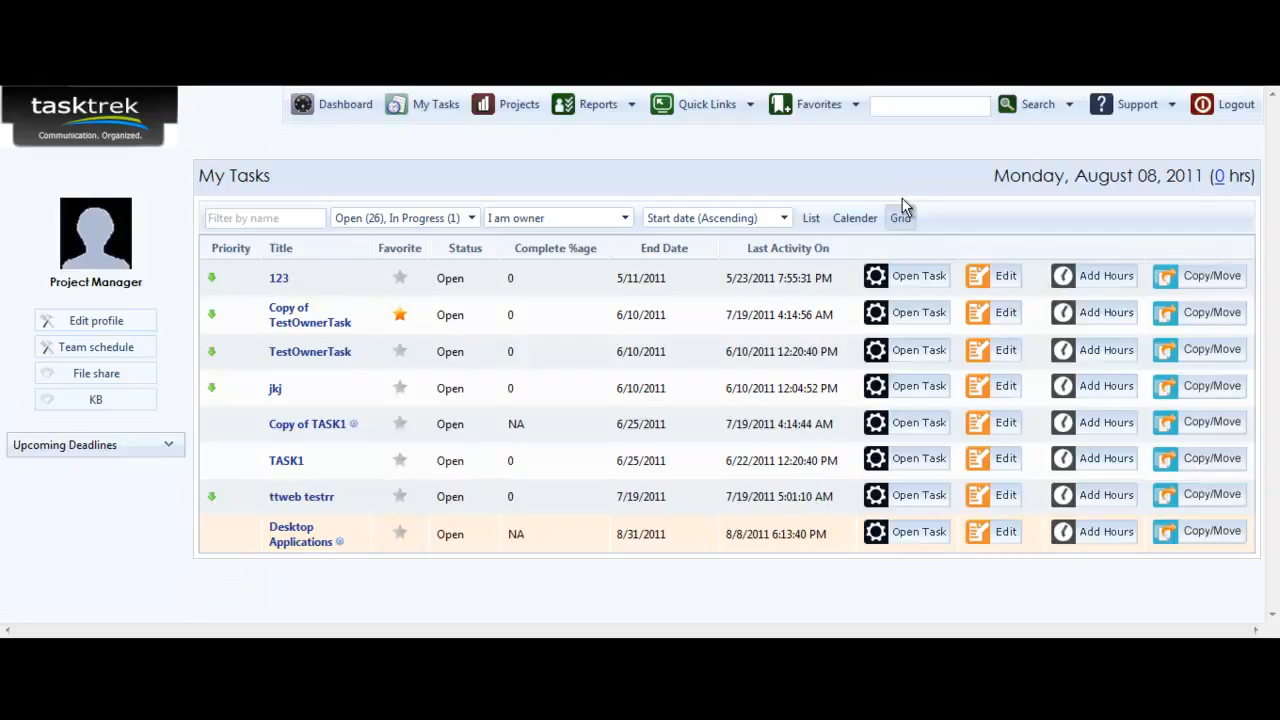 tasktrek
Communication. Organized.
Dashboard My Tasks Projects Reports Quick Links Favorites Search Support Logout
Project Manager
Edit profile
Team schedule
File share
KB
Upcoming Deadlines
My Tasks Monday, August 08, 2011 (0 hrs)
Filter by name Open (26), In Progress (1) I am owner Start date (Ascending) List Calender Grid
Priority Title Favorite Status Complete %age End Date Last Activity On
123 Open 0 5/11/2011 5/23/2011 7:55:31 PM Open Task Edit Add Hours Copy/Move
Copy of
TestOwnerTask Open 0 6/10/2011 7/19/2011 4:14:56 AM Open Task Edit Add Hours Copy/Move
TestOwnerTask Open 0 6/10/2011 6/10/2011 12:20:40 PM Open Task Edit Add Hours Copy/Move
jkj Open 0 6/10/2011 6/10/2011 12:04:52 PM Open Task Edit Add Hours Copy/Move
Copy of TASK1 Open NA 6/25/2011 7/19/2011 4:14:44 AM Open Task Edit Add Hours Copy/Move
TASK1 Open 0 6/25/2011 6/22/2011 12:20:40 PM Open Task Edit Add Hours Copy/Move
ttweb testrr Open 0 7/19/2011 7/19/2011 5:01:10 AM Open Task Edit Add Hours Copy/Move
Desktop
Applications Open NA 8/31/2011 8/8/2011 6:13:40 PM Open Task Edit Add Hours Copy/Move